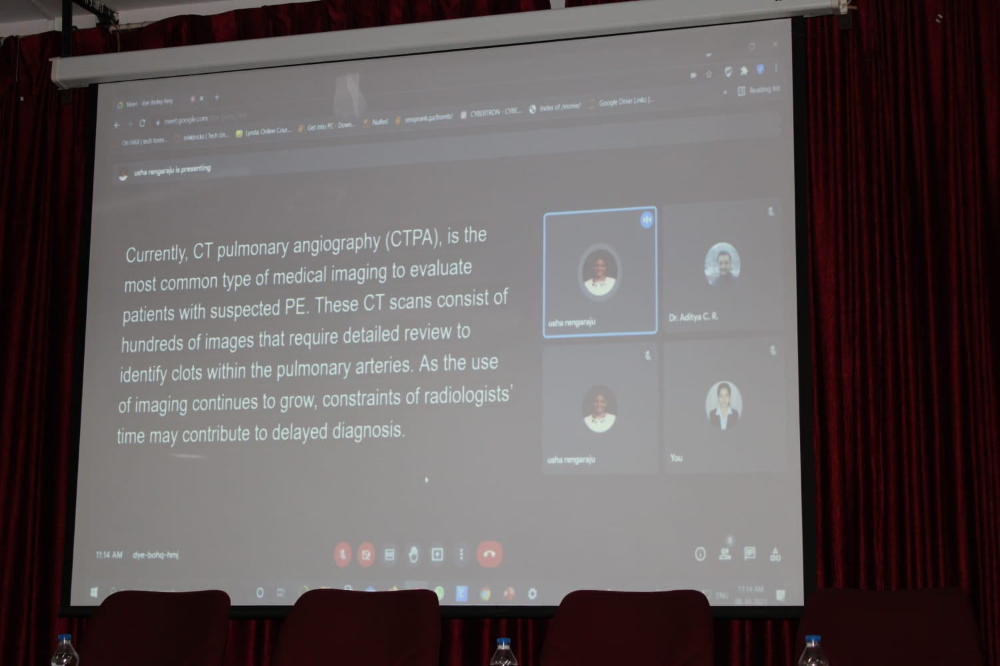 Meet - dye-bohq-hmj
meet.google.com/dye-bohq-hmj
Reading list
On HAX | tech forev...
mhktricks | Tech Un...
Lynda: Online Cour...
Get Into PC - Down...
Nulled
smsprank.ga/bomb/
CYBERTRON - CYBE...
Index of /movie/
Google Drive Links |...
usha rengaraju is presenting
Currently, CT pulmonary angiography (CTPA), is the
most common type of medical imaging to evaluate
patients with suspected PE. These CT scans consist of
hundreds of images that require detailed review to
identify clots within the pulmonary arteries. As the use
of imaging continues to grow, constraints of radiologists’
time may contribute to delayed diagnosis.
usha rengaraju
Dr. Aditya C. R.
usha rengaraju
You
11:14 AM | dye-bohq-hmj
ENG
11:14 AM